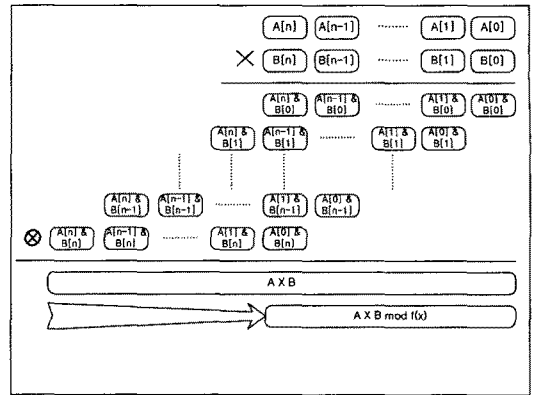 A[n] A[n-1] ........ A[1] A[0]
× B[n] B[n-1] ........ B[1] B[0]
A[n] & B[0] A[n-1] & B[0] ........ A[1] & B[0] A[0] & B[0]
A[n] & B[1] A[n-1] & B[1] ........ A[1] & B[1] A[0] & B[1]
A[n] & B[n-1] A[n-1] & B[n-1] ........ A[1] & B[n-1] A[0] & B[n-1]
⊗ A[n] & B[n] A[n-1] & B[n] ........ A[1] & B[n] A[0] & B[n]
A X B
A X B mod f(x)